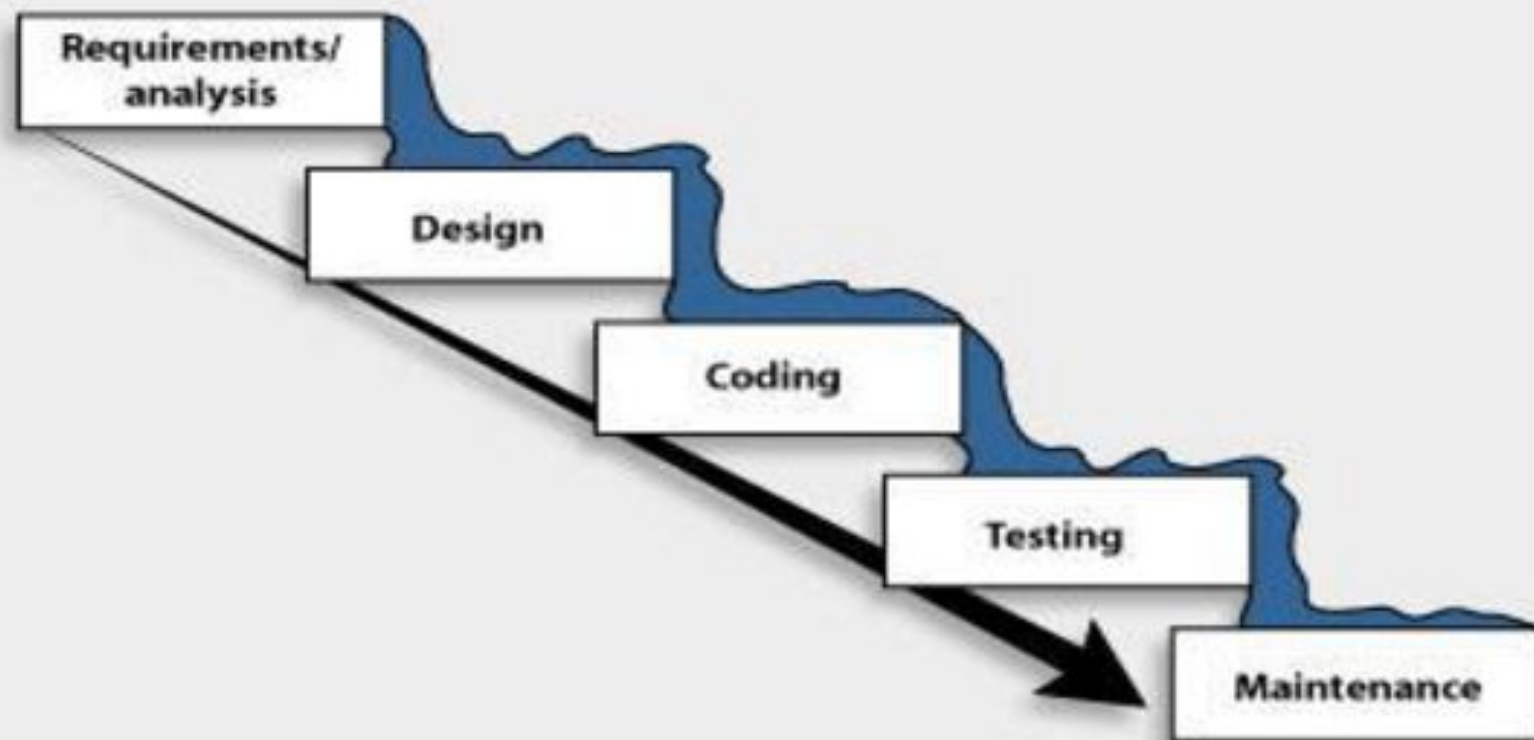 Requirements/
analysis
Design
Coding
Testing
Maintenance